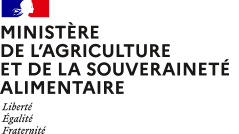 MINISTÈRE
DE L'AGRICULTURE
ET DE LA SOUVERAINETÉ
ALIMENTAIRE
Liberté
Égalité
Fraternité